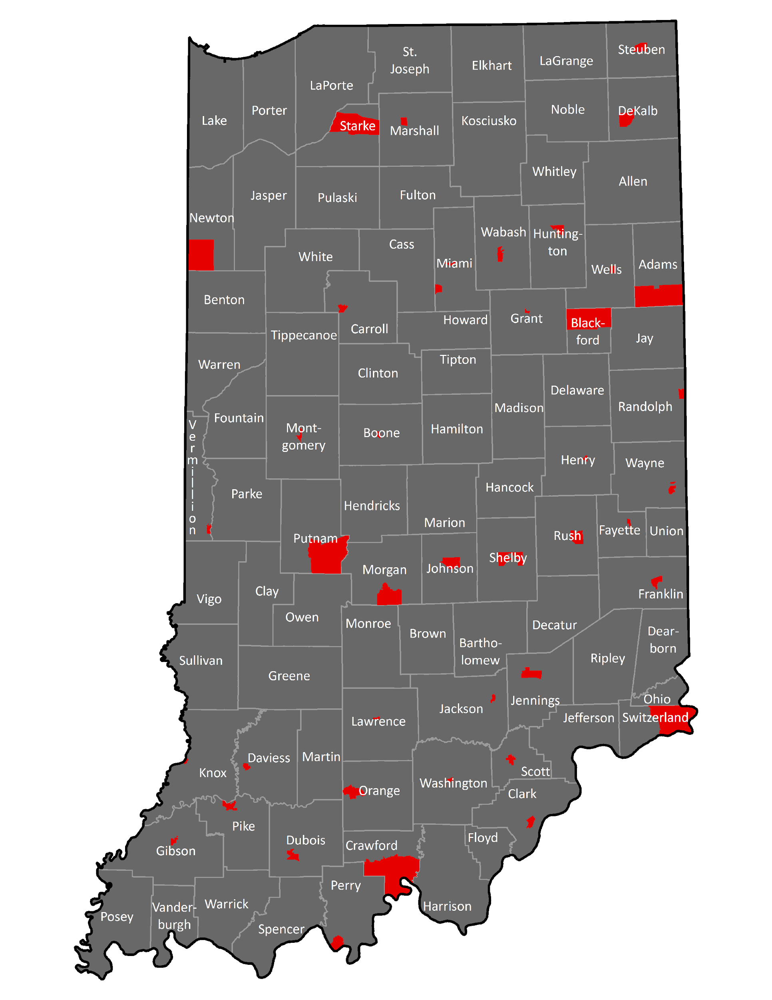 Steuben
St.
Joseph
Elkhart
LaGrange
LaPorte
Porter
Lake
Noble
DeKalb
Starke
Marshall
Kosciusko
Whitley
Allen
Newton
Jasper
Pulaski
Fulton
Wabash
Hunting-
ton
White
Cass
Miami
Wells
Adams
Benton
Carroll
Howard
Grant
Black-
ford
Jay
Tippecanoe
Warren
Clinton
Tipton
Delaware
Randolph
Madison
Fountain
Mont-
gomery
Boone
Hamilton
Henry
Wayne
V
e
r
m
i
l
l
i
o
n
Parke
Hendricks
Hancock
Marion
Putnam
Rush
Fayette
Union
Morgan
Johnson
Shelby
Franklin
Vigo
Clay
Owen
Monroe
Brown
Bartho-
lomew
Decatur
Dear-
born
Ripley
Sullivan
Greene
Jackson
Jennings
Ohio
Lawrence
Jefferson
Switzerland
Knox
Daviess
Martin
Orange
Washington
Scott
Clark
Pike
Gibson
Dubois
Crawford
Floyd
Perry
Harrison
Posey
Vander-
burgh
Warrick
Spencer